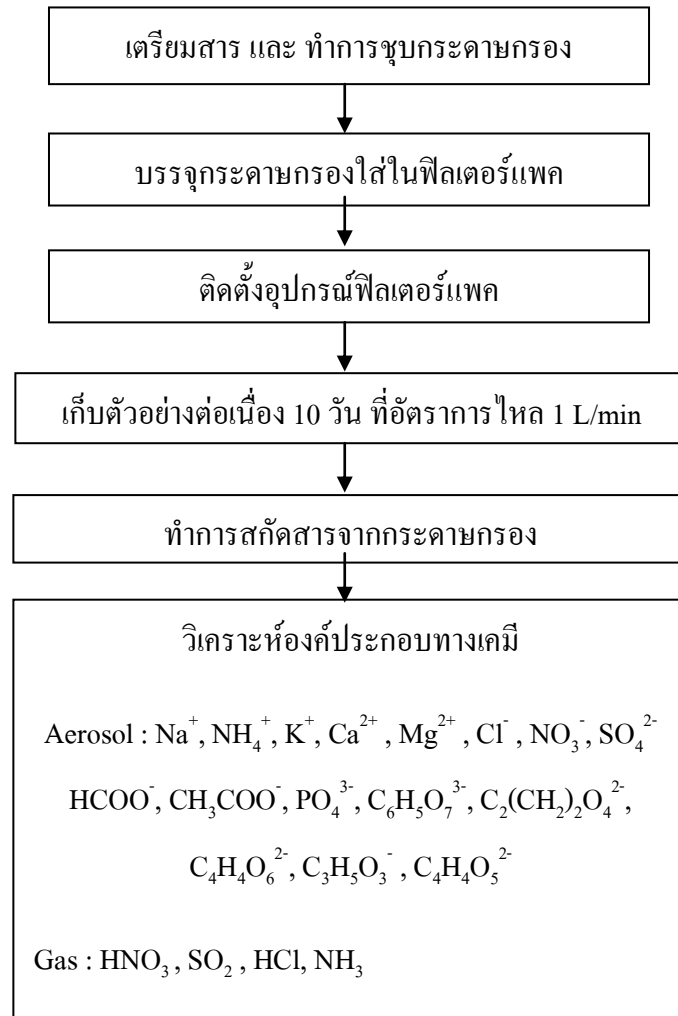 เตรียมสาร และ ทำการชุบกระดาษกรอง
บรรจุกระดาษกรองใส่ในฟิลเตอร์แพค
ติดตั้งอุปกรณ์ฟิลเตอร์แพค
เก็บตัวอย่างต่อเนื่อง 10 วัน ที่อัตราการไหล 1 L/min
ทำการสกัดสารจากกระดาษกรอง
วิเคราะห์องค์ประกอบทางเคมี
Aerosol : Na⁺, NH₄⁺, K⁺, Ca²⁺ , Mg²⁺ , Cl⁻ , NO₃⁻, SO₄²⁻
HCOO⁻, CH₃COO⁻, PO₄³⁻, C₆H₅O₇³⁻, C₂(CH₂)₂O₄²⁻,
C₄H₄O₆²⁻, C₃H₅O₃⁻ , C₄H₄O₅²⁻
Gas : HNO₃ , SO₂ , HCl, NH₃